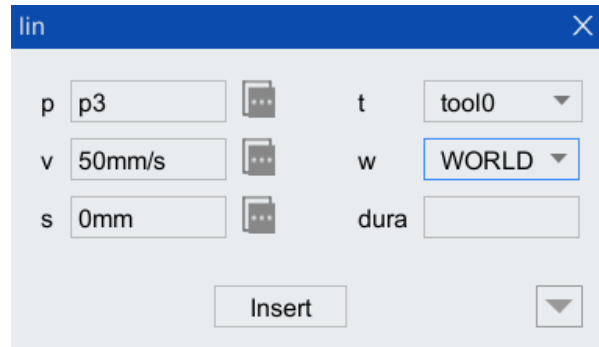 lin
p p3 t tool0
v 50mm/s w WORLD
s 0mm dura
Insert